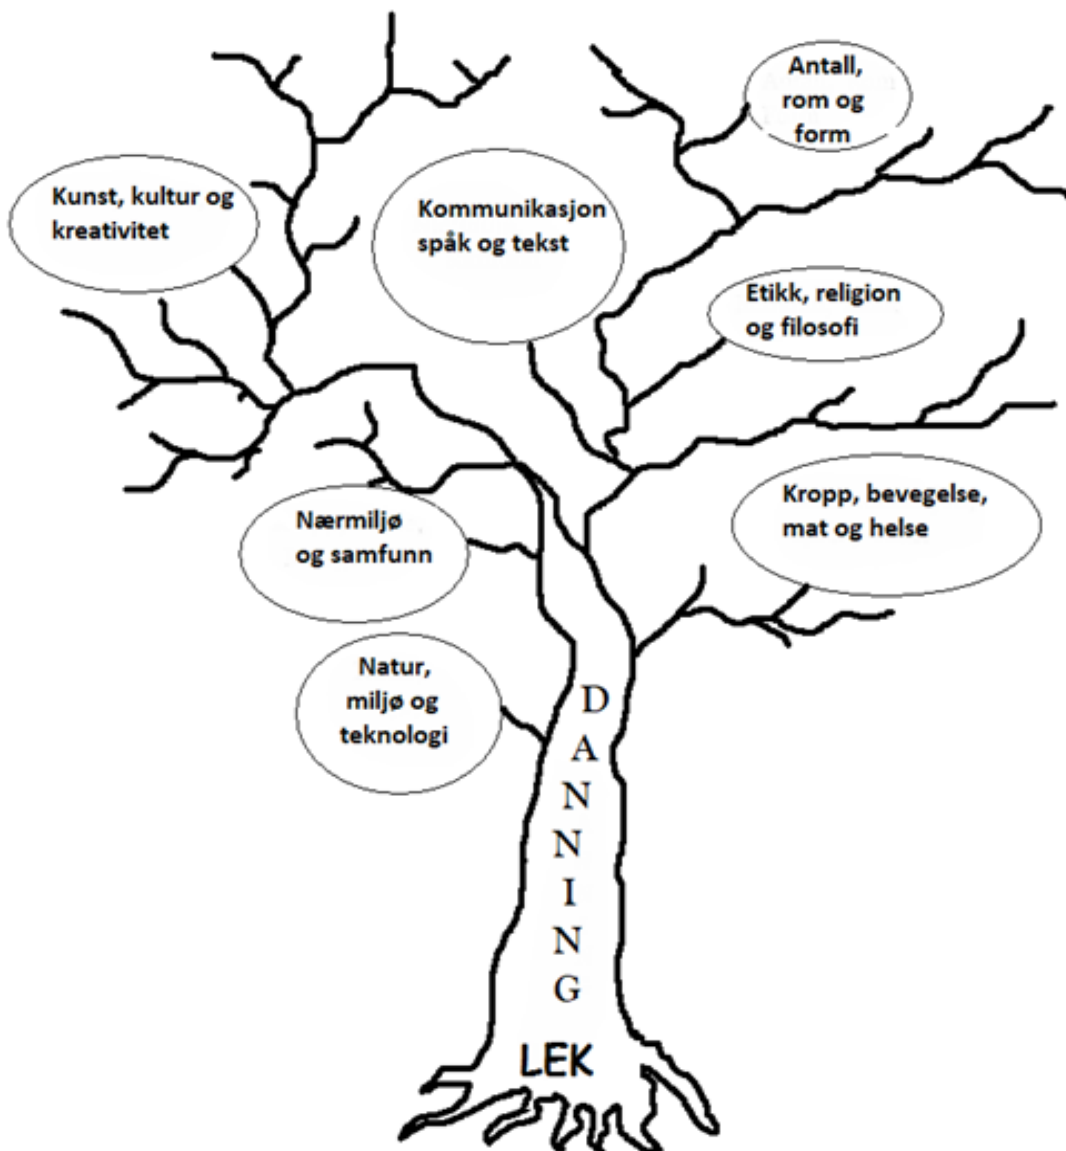 Antall,
rom og
form
Kunst, kultur og
kreativitet
Kommunikasjon
spåk og tekst
Etikk, religion
og filosofi
Kropp, bevegelse,
mat og helse
Nærmiljø
og samfunn
Natur,
miljø og
teknologi
DANNING
LEK